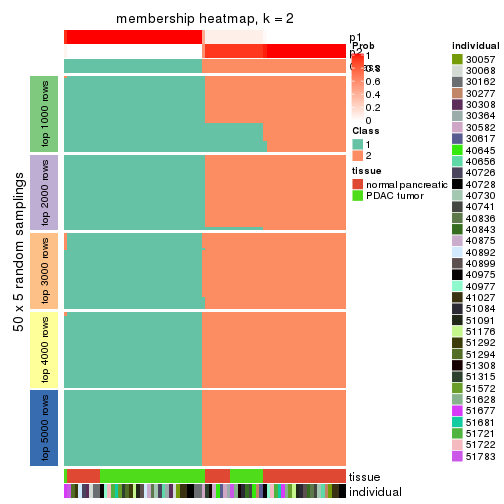 membership heatmap, k = 2
p1
p2
Class
50 x 5 random samplings
top 1000 rows
top 2000 rows
top 3000 rows
top 4000 rows
top 5000 rows
tissue
individual
Prob
1
0.8
0.6
0.4
0.2
0
Class
1
2
tissue
normal pancreatic
PDAC tumor
individual
30057
30068
30162
30277
30308
30364
30582
30617
40645
40656
40726
40728
40730
40741
40836
40843
40875
40892
40899
40975
40977
41027
51084
51091
51176
51292
51294
51308
51315
51572
51628
51677
51681
51721
51722
51783